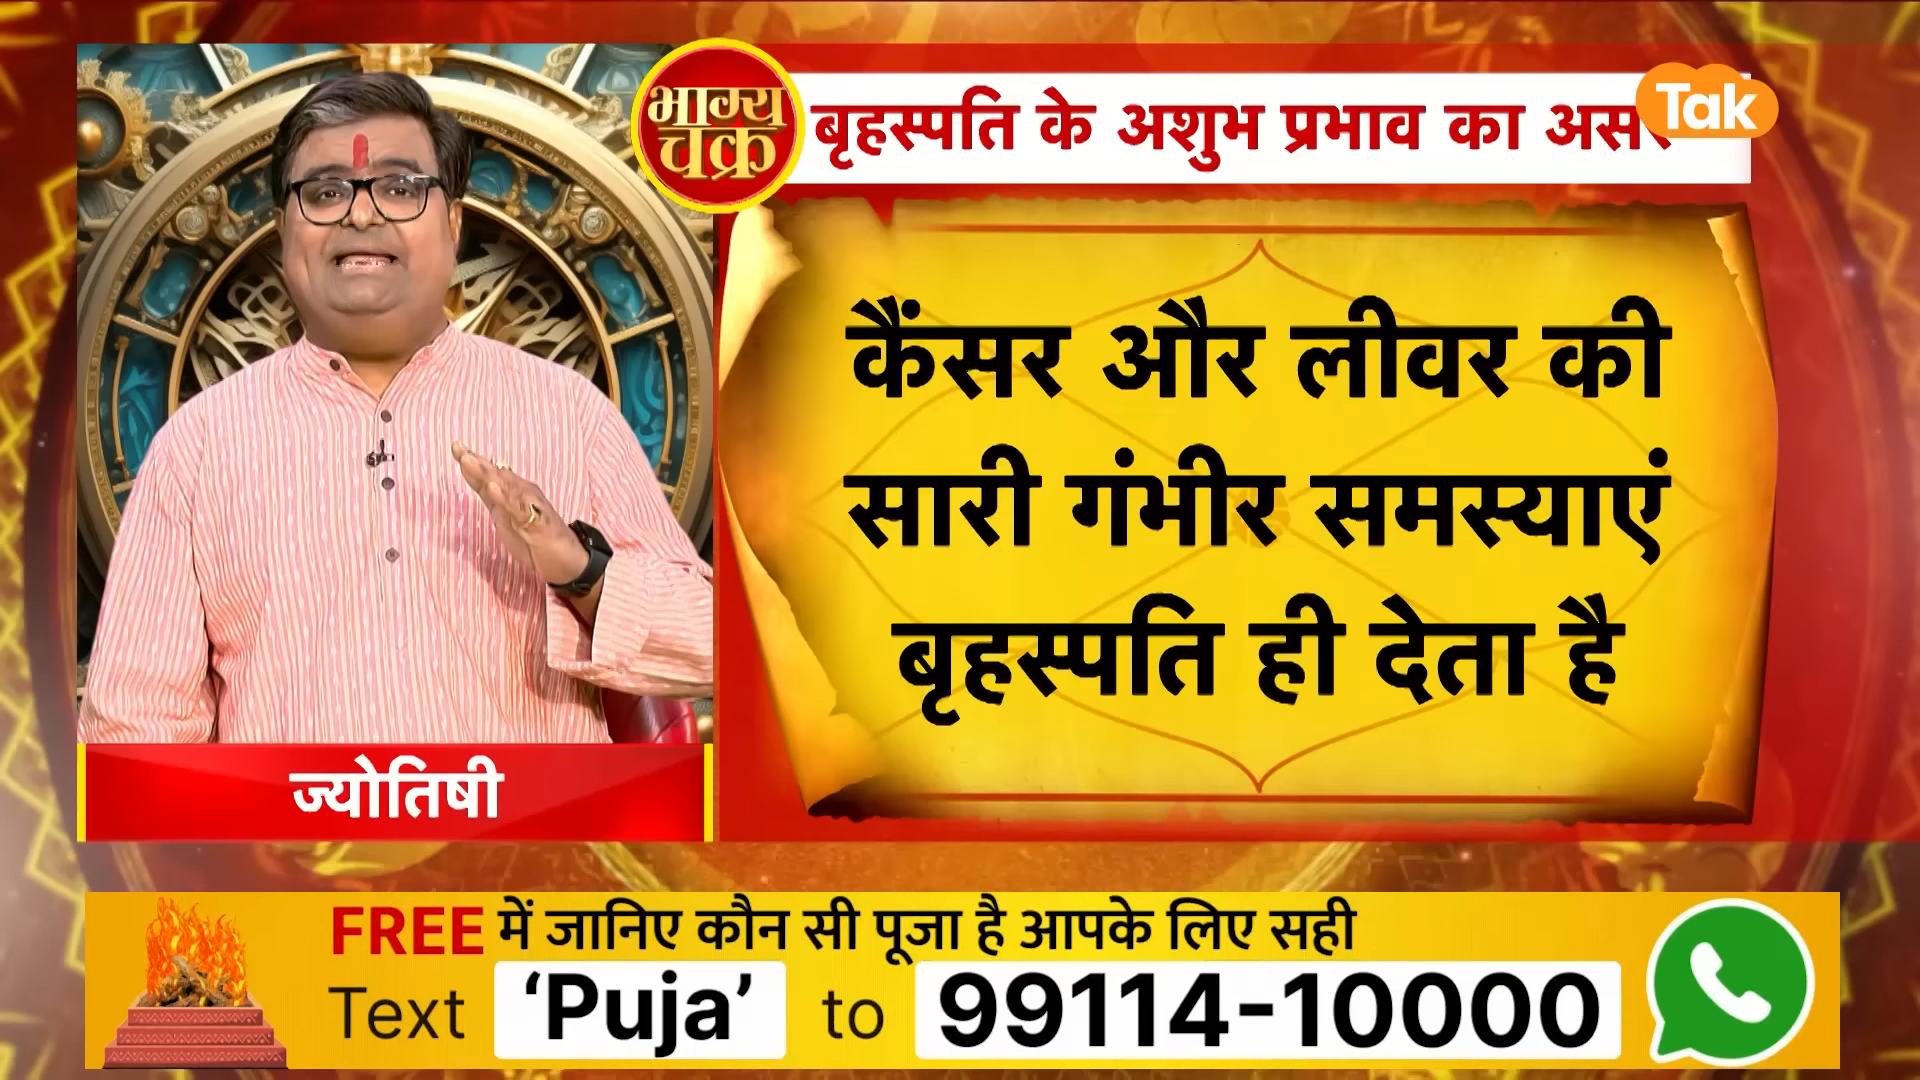 भाग्य
चक्र
बृहस्पति के अशुभ प्रभाव का
Tak
कैंसर और लीवर की
सारी गंभीर समस्याएं
बृहस्पति ही देता है
ज्योतिषी
FREE में जानिए कौन सी पूजा है आपके लिए सही
Text 'Puja' to 99114-10000